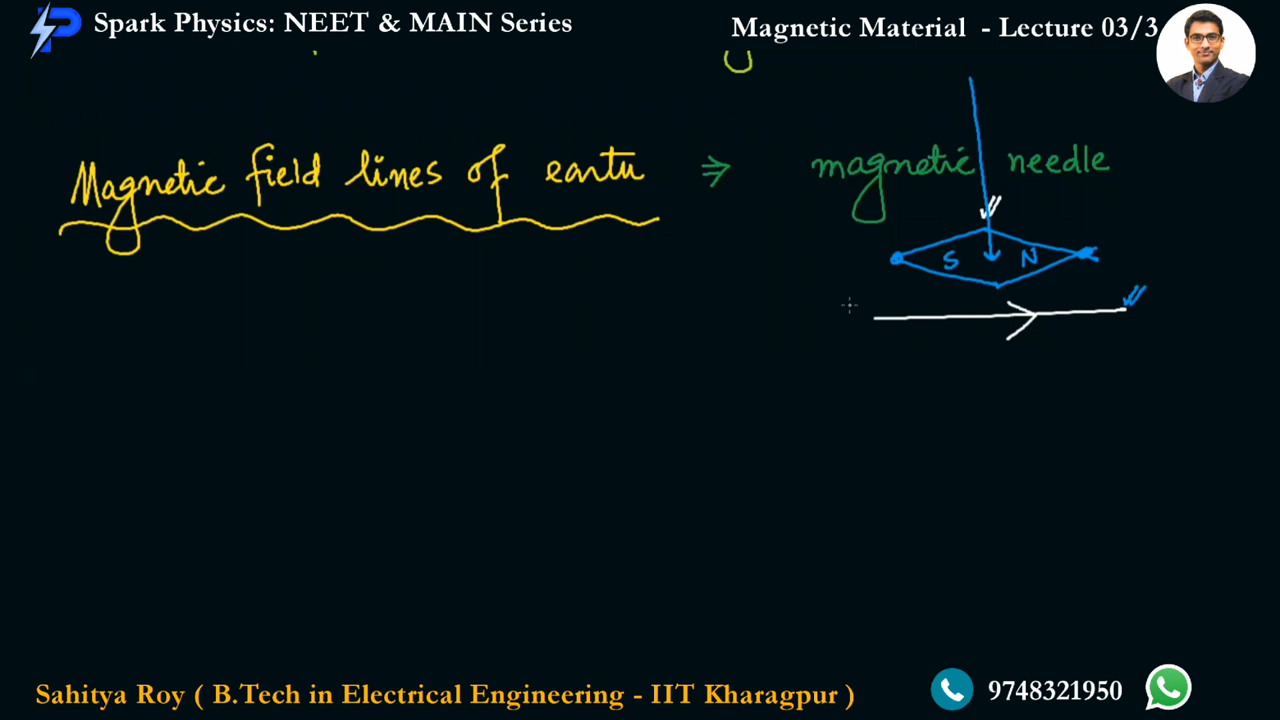 Spark Physics: NEET & MAIN Series
Magnetic Material - Lecture 03/3
Magnetic field lines of earth ⇒ magnetic needle
S N
Sahitya Roy ( B.Tech in Electrical Engineering - IIT Kharagpur )
9748321950